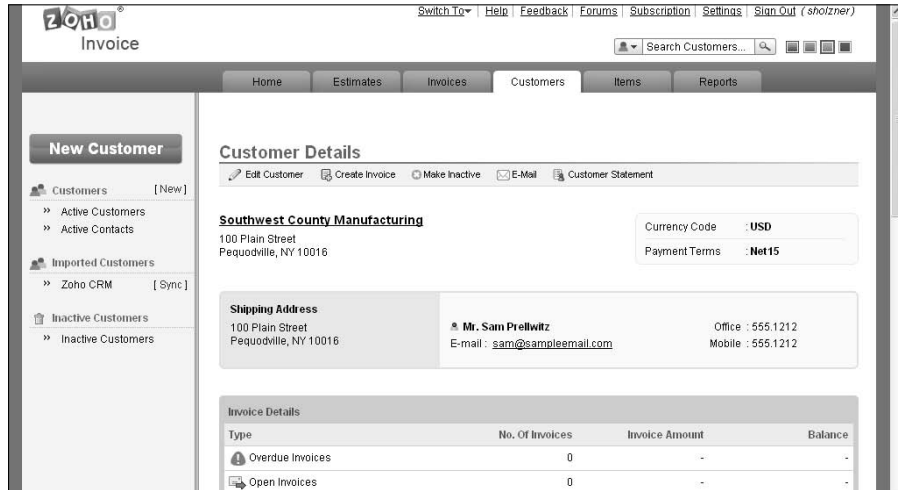 ZOHO
Invoice
Switch To Help Feedback Forums Subscription Settings Sign Out ( sholzner )
Search Customers...
Home Estimates Invoices Customers Items Reports
New Customer
Customers [ New ]
» Active Customers
» Active Contacts
Imported Customers
» Zoho CRM [ Sync ]
Inactive Customers
» Inactive Customers
Customer Details
Edit Customer Create Invoice Make Inactive E-Mail Customer Statement
Southwest County Manufacturing
100 Plain Street
Pequodville, NY 10016
Currency Code : USD
Payment Terms : Net 15
Shipping Address
100 Plain Street
Pequodville, NY 10016
Mr. Sam Prellwitz
E-mail : sam@sampleemail.com
Office : 555.1212
Mobile : 555.1212
Invoice Details
Type No. Of Invoices Invoice Amount Balance
Overdue Invoices 0 - -
Open Invoices 0 - -